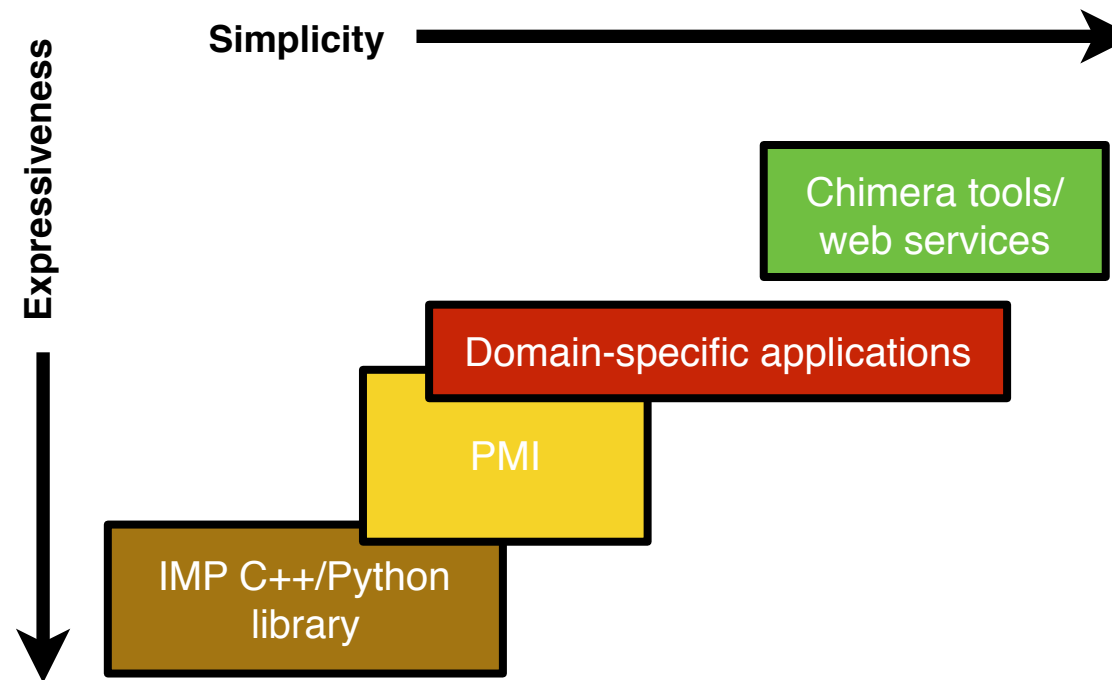 Simplicity
Expressiveness
Chimera tools/
web services
Domain-specific applications
PMI
IMP C++/Python
library